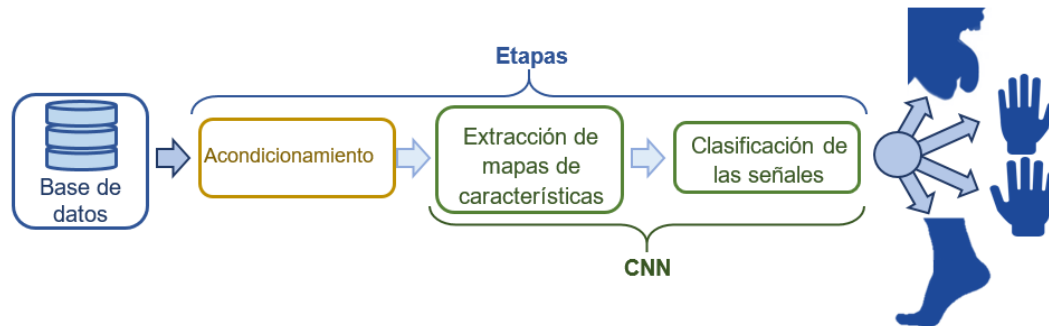 Etapas
Base de
datos
Acondicionamiento
Extracción de
mapas de
características
Clasificación de
las señales
CNN